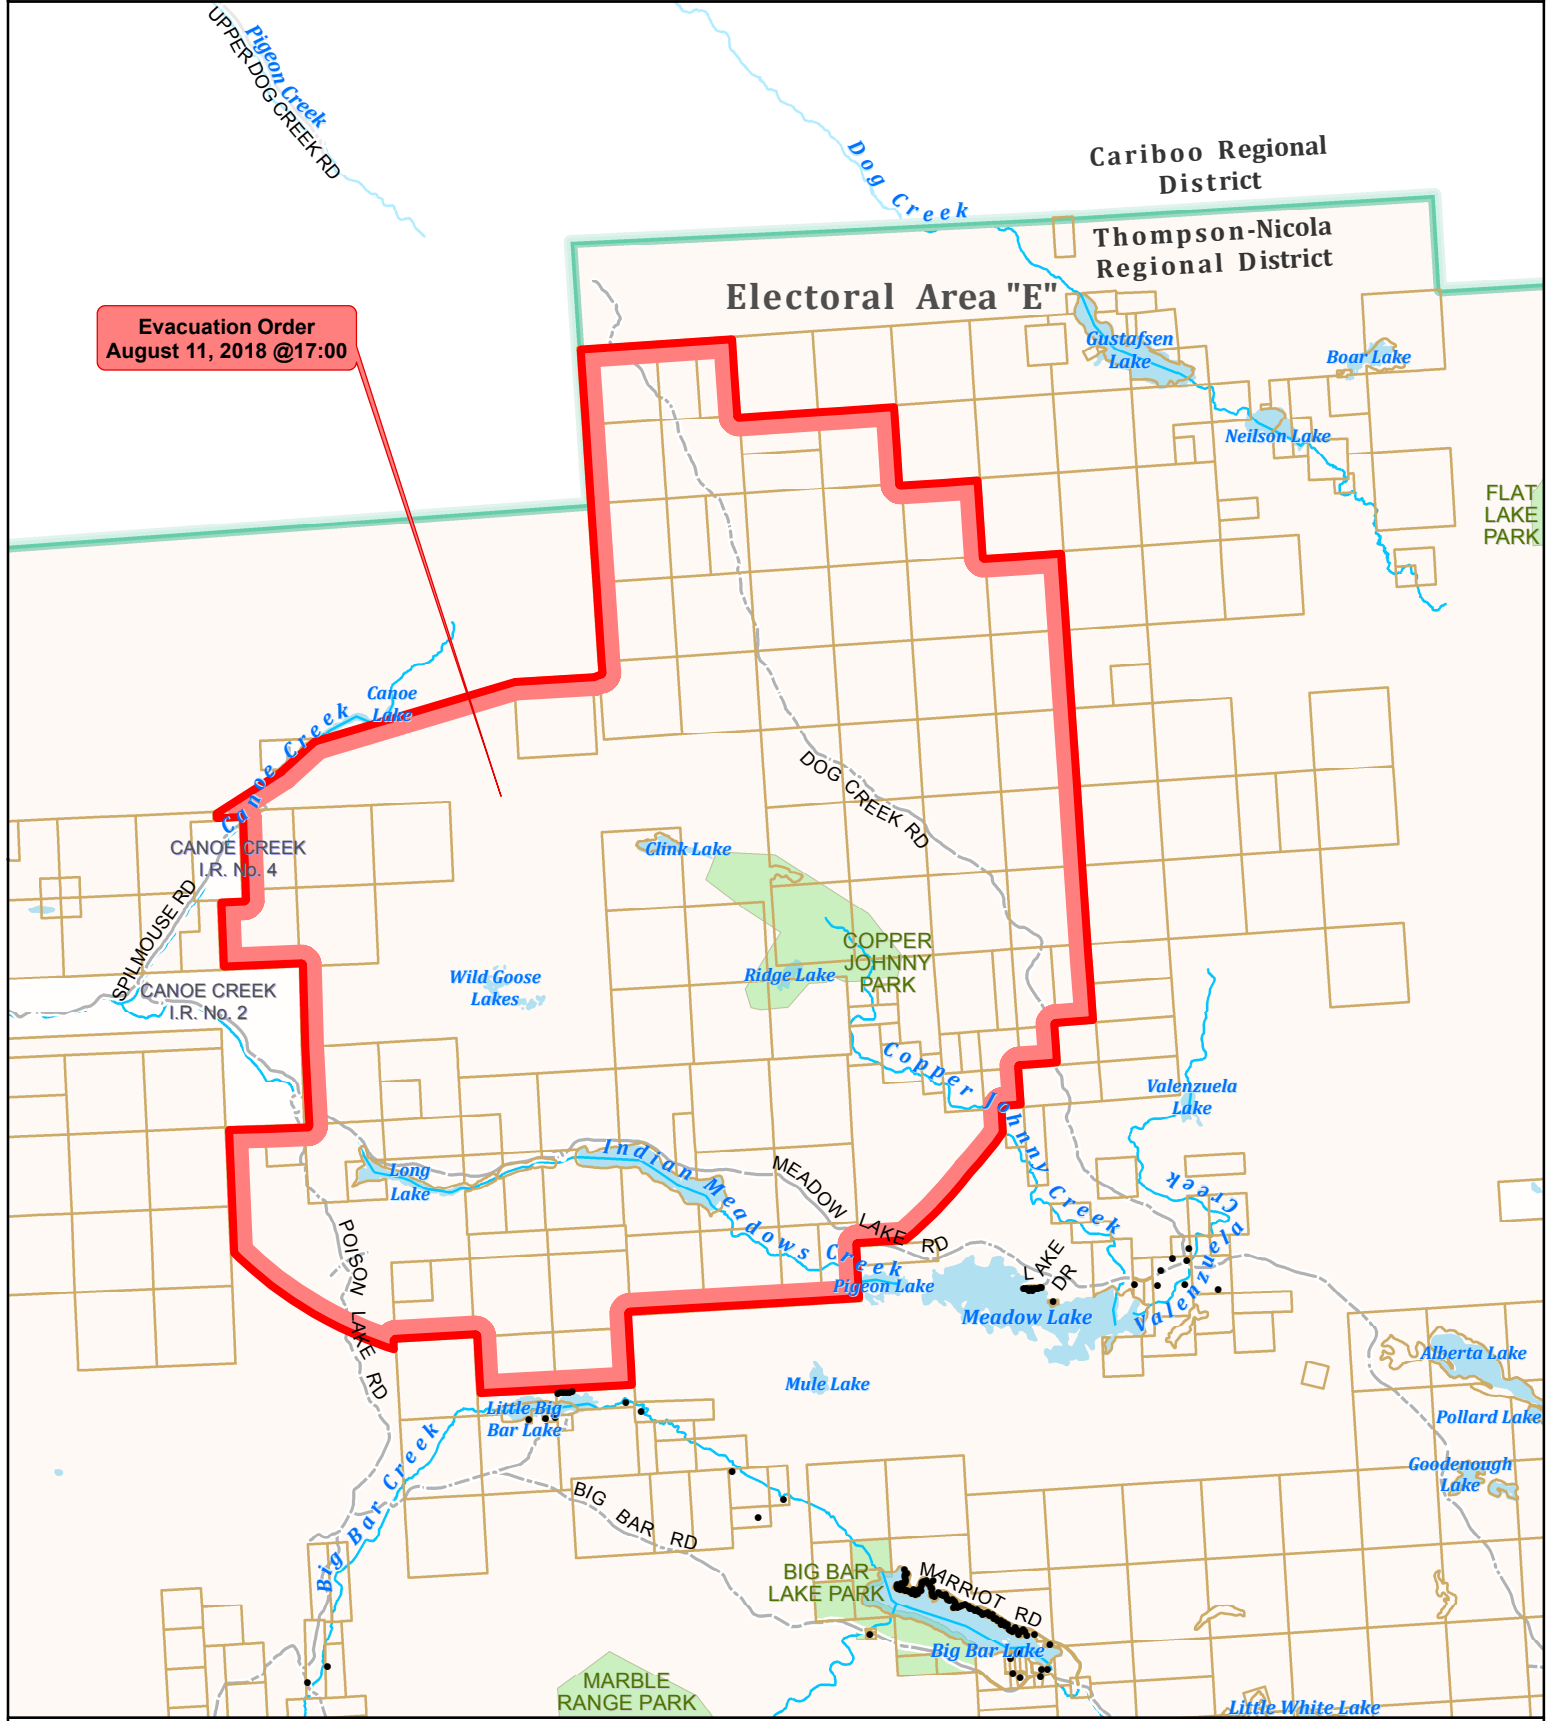 Pigeon Creek
UPPER DOG CREEK RD
Dog Creek
Cariboo Regional
District
Thompson-Nicola
Regional District
Electoral Area "E"
Evacuation Order
August 11, 2018 @17:00
Gustafsen
Lake
Boar Lake
Neilson Lake
FLAT
LAKE
PARK
Canoe
Lake
Canoe Creek
DOG CREEK RD
CANOE CREEK
I.R. No. 4
Clink Lake
SPILMOUSE RD
COPPER
JOHNNY
PARK
Ridge Lake
Wild Goose
Lakes
CANOE CREEK
I.R. No. 2
Copper Johnny Creek
Valenzuela
Lake
Indian Meadows Creek
MEADOW LAKE RD
Long
Lake
Valenzuela Creek
POISON LAKE RD
LAKE
DR
Pigeon Lake
Meadow Lake
Alberta Lake
Mule Lake
Little Big
Bar Lake
Pollard Lake
Big Bar Creek
Goodenough
Lake
BIG BAR RD
BIG BAR
LAKE PARK
MARRIOT RD
Big Bar Lake
MARBLE
RANGE PARK
Little White Lake